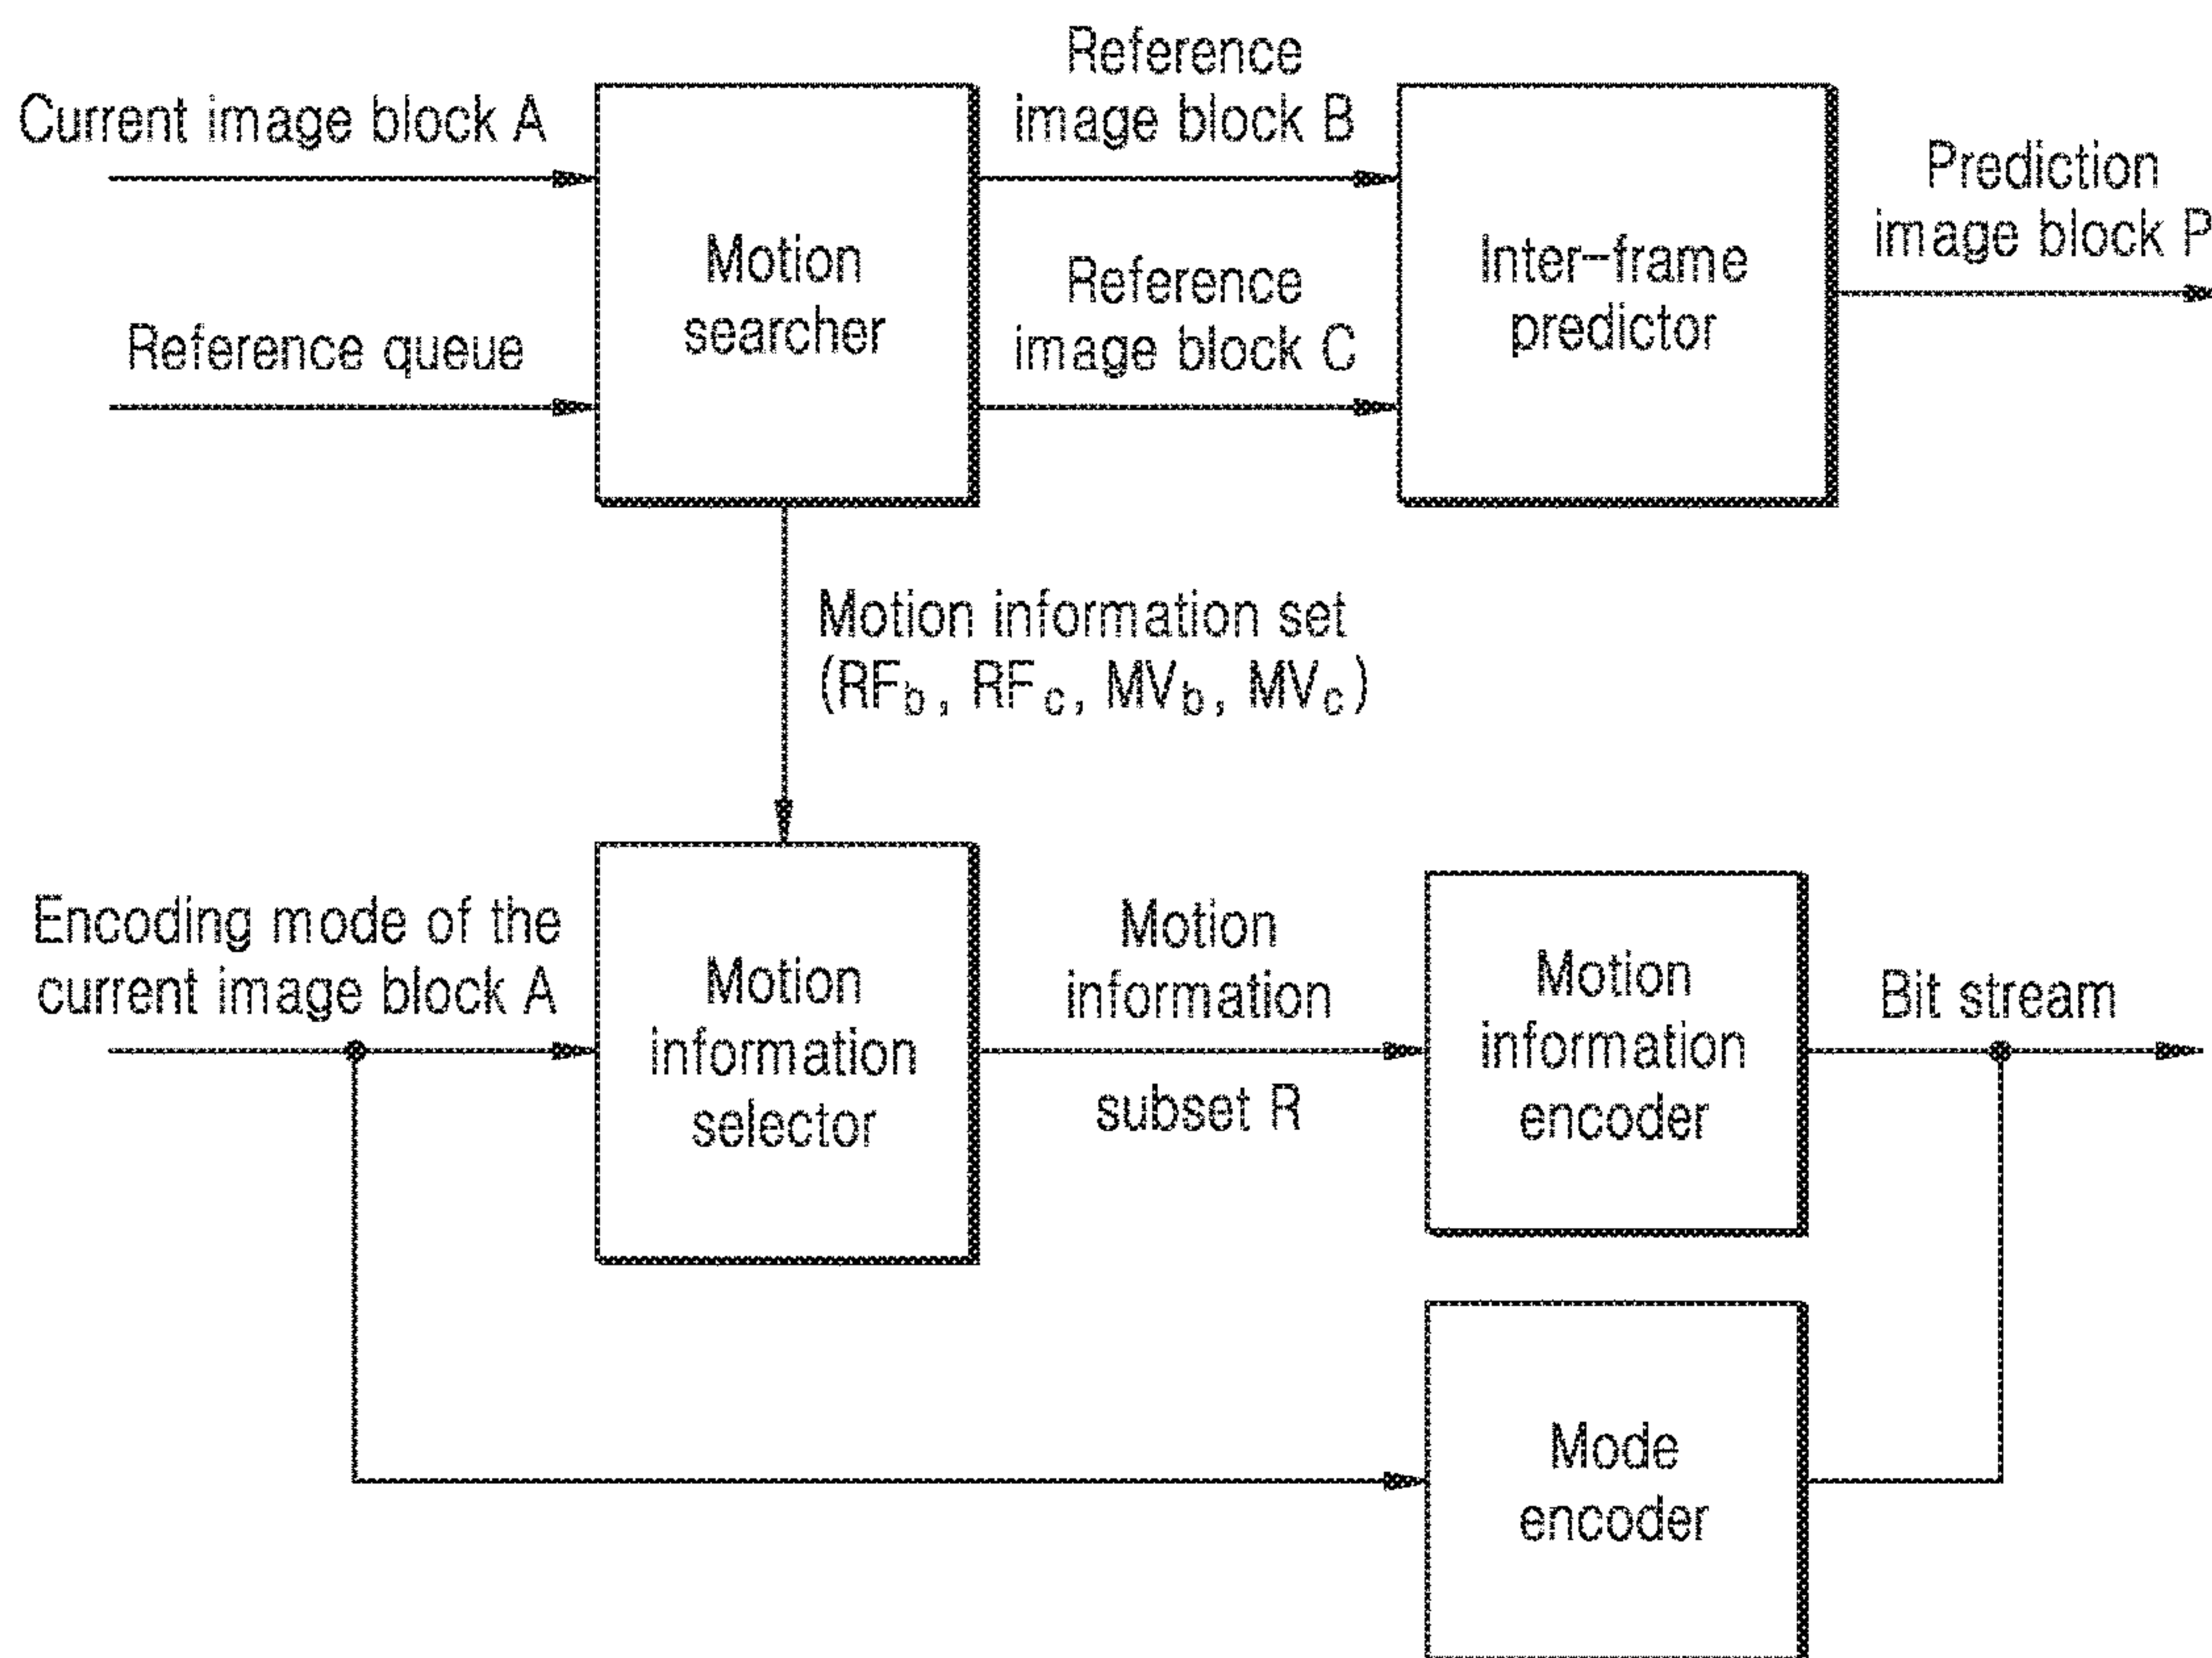 Current image block A
Reference queue
Motion
searcher
Reference
image block B
Reference
image block C
Inter-frame
predictor
Prediction
image block P
Motion information set
(RFb, RFc, MVb, MVc)
Encoding mode of the
current image block A
Motion
information
selector
Motion
information
subset R
Motion
information
encoder
Bit stream
Mode
encoder